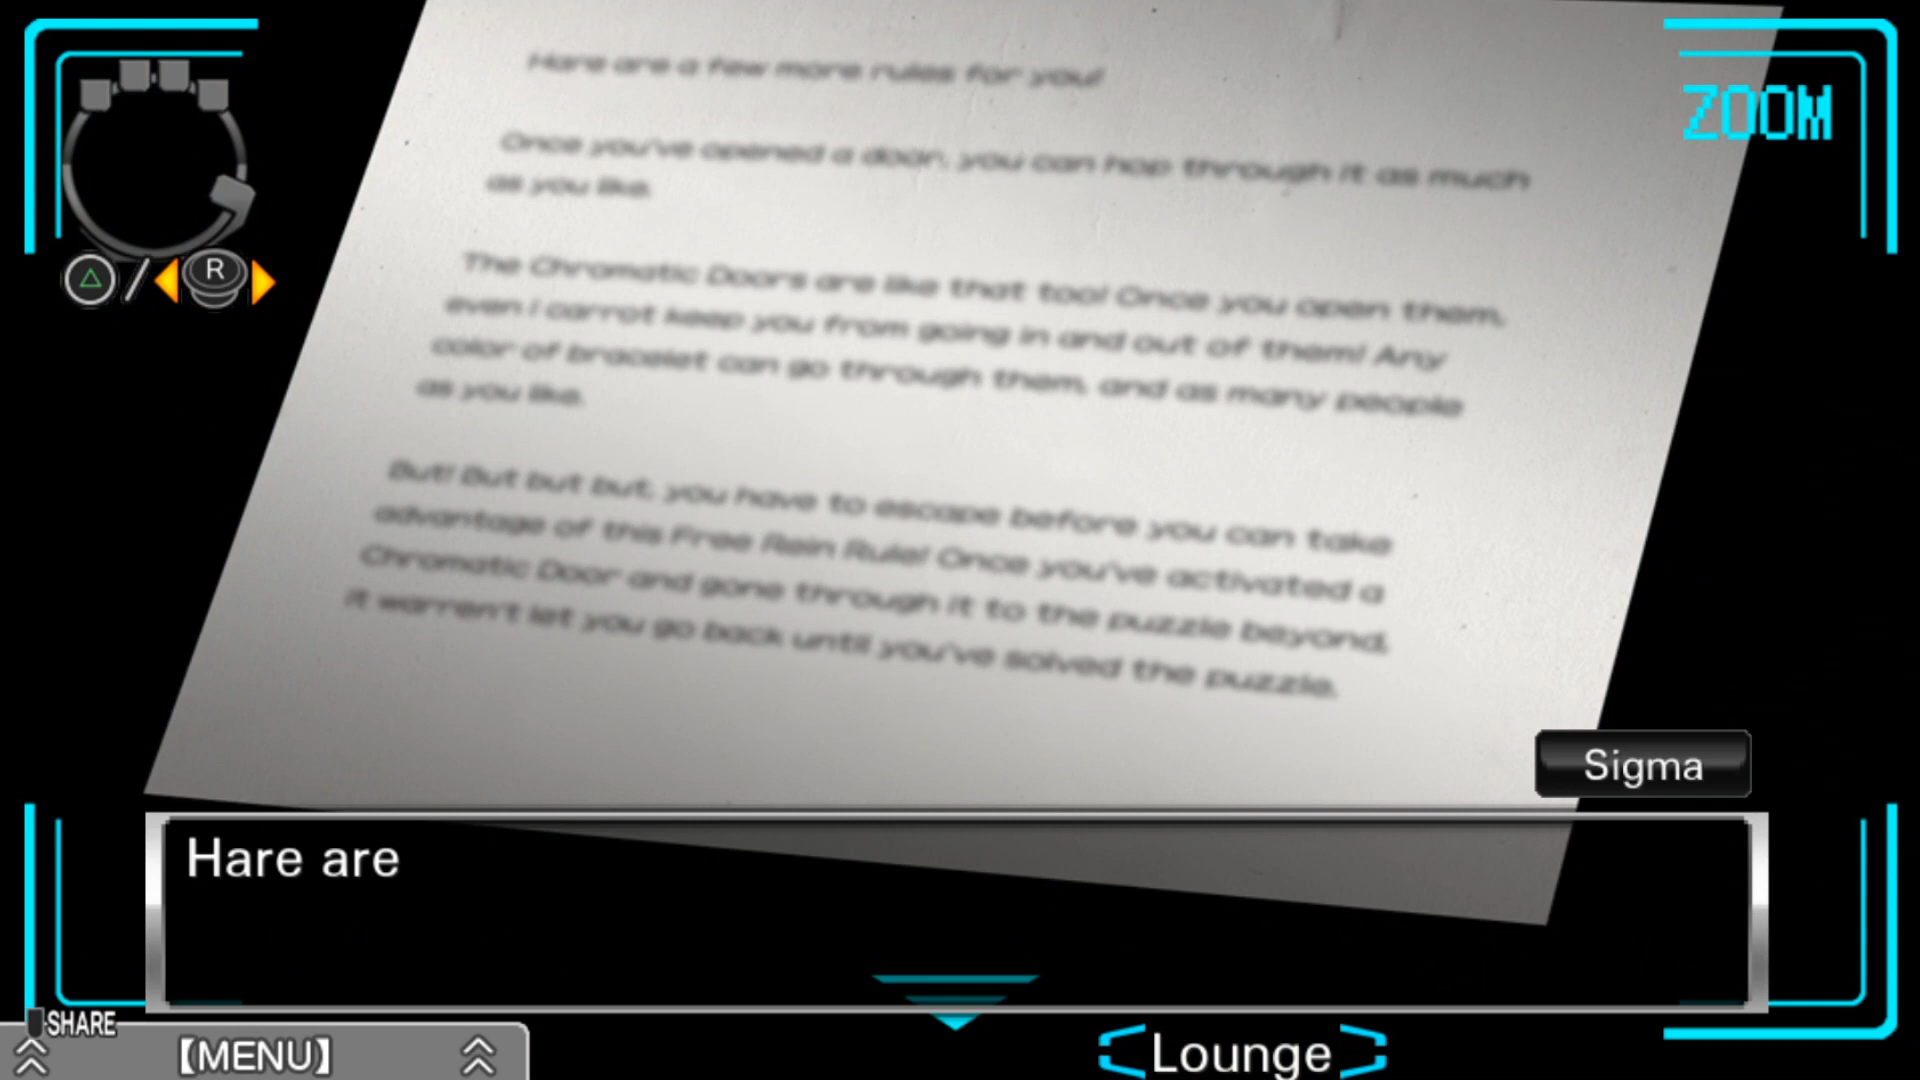 Hare are a few more rules for you!
Once you've opened a door, you can hop through it as much
as you like.
The Chromatic Doors are like that too! Once you open them,
even I carrot keep you from going in and out of them! Any
color of bracelet can go through them, and as many people
as you like.
But! But but but, you have to escape before you can take
advantage of this Free Rein Rule! Once you've activated a
Chromatic Door and gone through it to the puzzle beyond,
it warren't let you go back until you've solved the puzzle.
ZOOM
R
Sigma
Hare are
SHARE
【MENU】
Lounge